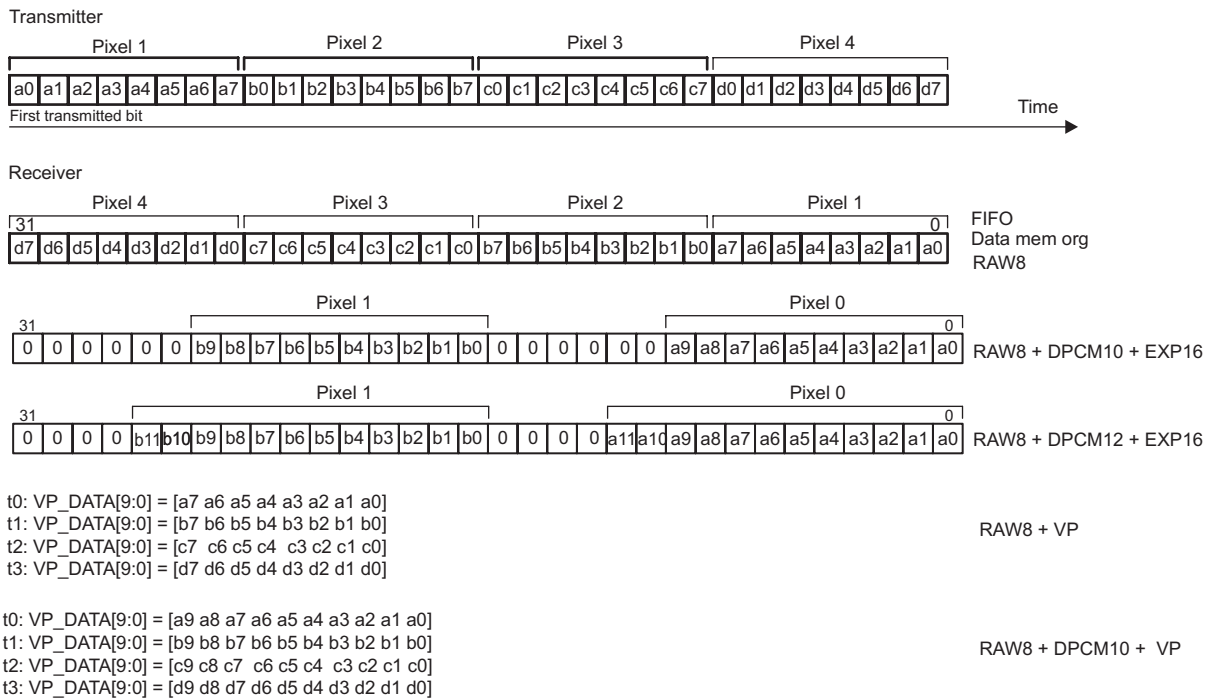 Transmitter
Pixel 1 Pixel 2 Pixel 3 Pixel 4
a0 a1 a2 a3 a4 a5 a6 a7 b0 b1 b2 b3 b4 b5 b6 b7 c0 c1 c2 c3 c4 c5 c6 c7 d0 d1 d2 d3 d4 d5 d6 d7
First transmitted bit
Time
Receiver
Pixel 4 Pixel 3 Pixel 2 Pixel 1
31 0
FIFO
d7 d6 d5 d4 d3 d2 d1 d0 c7 c6 c5 c4 c3 c2 c1 c0 b7 b6 b5 b4 b3 b2 b1 b0 a7 a6 a5 a4 a3 a2 a1 a0
Data mem org
RAW8
Pixel 1 Pixel 0
31 0
0 0 0 0 0 0 b9 b8 b7 b6 b5 b4 b3 b2 b1 b0 0 0 0 0 0 0 a9 a8 a7 a6 a5 a4 a3 a2 a1 a0 RAW8 + DPCM10 + EXP16
Pixel 1 Pixel 0
31 0
0 0 0 0 b11 b10 b9 b8 b7 b6 b5 b4 b3 b2 b1 b0 0 0 0 0 a11 a10 a9 a8 a7 a6 a5 a4 a3 a2 a1 a0 RAW8 + DPCM12 + EXP16
t0: VP_DATA[9:0] = [a7 a6 a5 a4 a3 a2 a1 a0]
t1: VP_DATA[9:0] = [b7 b6 b5 b4 b3 b2 b1 b0]
RAW8 + VP
t2: VP_DATA[9:0] = [c7 c6 c5 c4 c3 c2 c1 c0]
t3: VP_DATA[9:0] = [d7 d6 d5 d4 d3 d2 d1 d0]
t0: VP_DATA[9:0] = [a9 a8 a7 a6 a5 a4 a3 a2 a1 a0]
t1: VP_DATA[9:0] = [b9 b8 b7 b6 b5 b4 b3 b2 b1 b0]
RAW8 + DPCM10 + VP
t2: VP_DATA[9:0] = [c9 c8 c7 c6 c5 c4 c3 c2 c1 c0]
t3: VP_DATA[9:0] = [d9 d8 d7 d6 d5 d4 d3 d2 d1 d0]